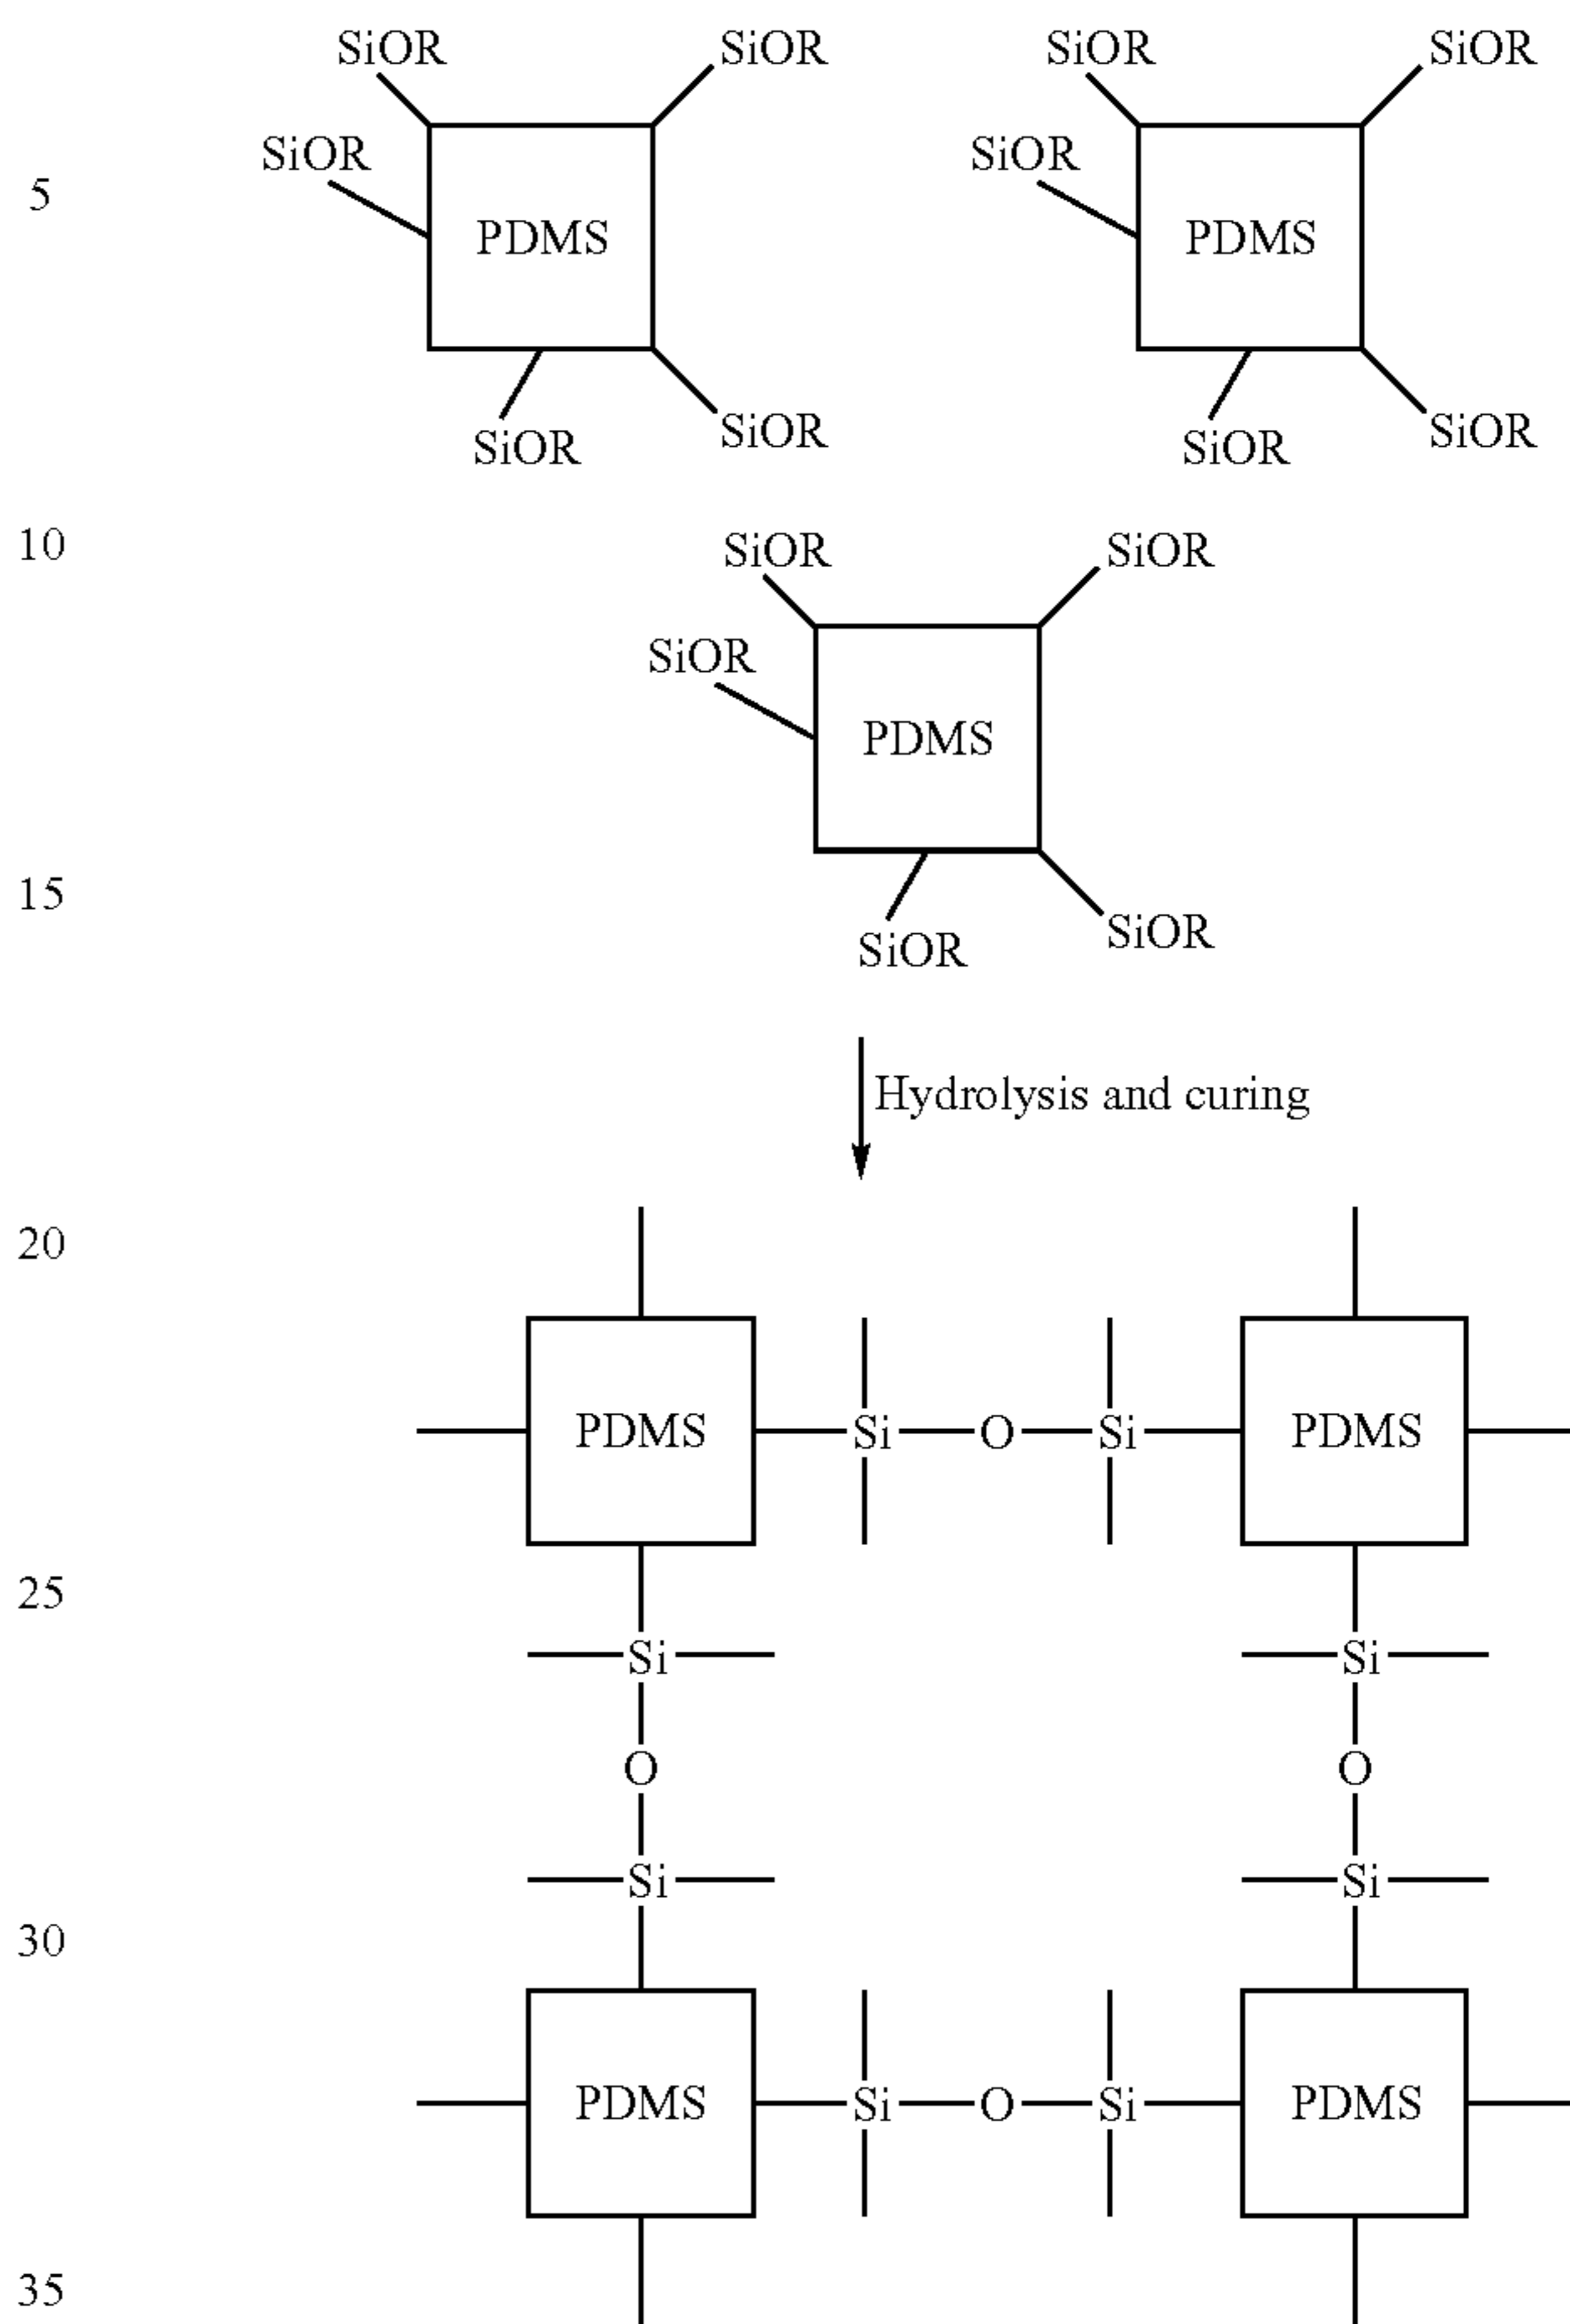 SiOR SiOR SiOR SiOR
SiOR SiOR
5
PDMS PDMS
SiOR SiOR SiOR SiOR
10
SiOR SiOR
SiOR
PDMS
15
SiOR SiOR
Hydrolysis and curing
20
PDMS Si O Si PDMS
25
Si Si
O O
Si Si
30
PDMS Si O Si PDMS
35